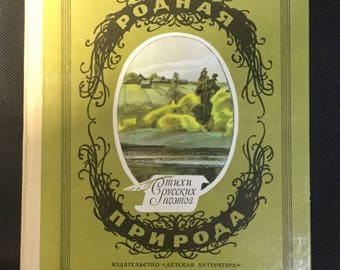 РОДНАЯ
Стихи
русских
поэтов
ПРИРОДА
ИЗДАТЕЛЬСТВО «ДЕТСКАЯ ЛИТЕРАТУРА»